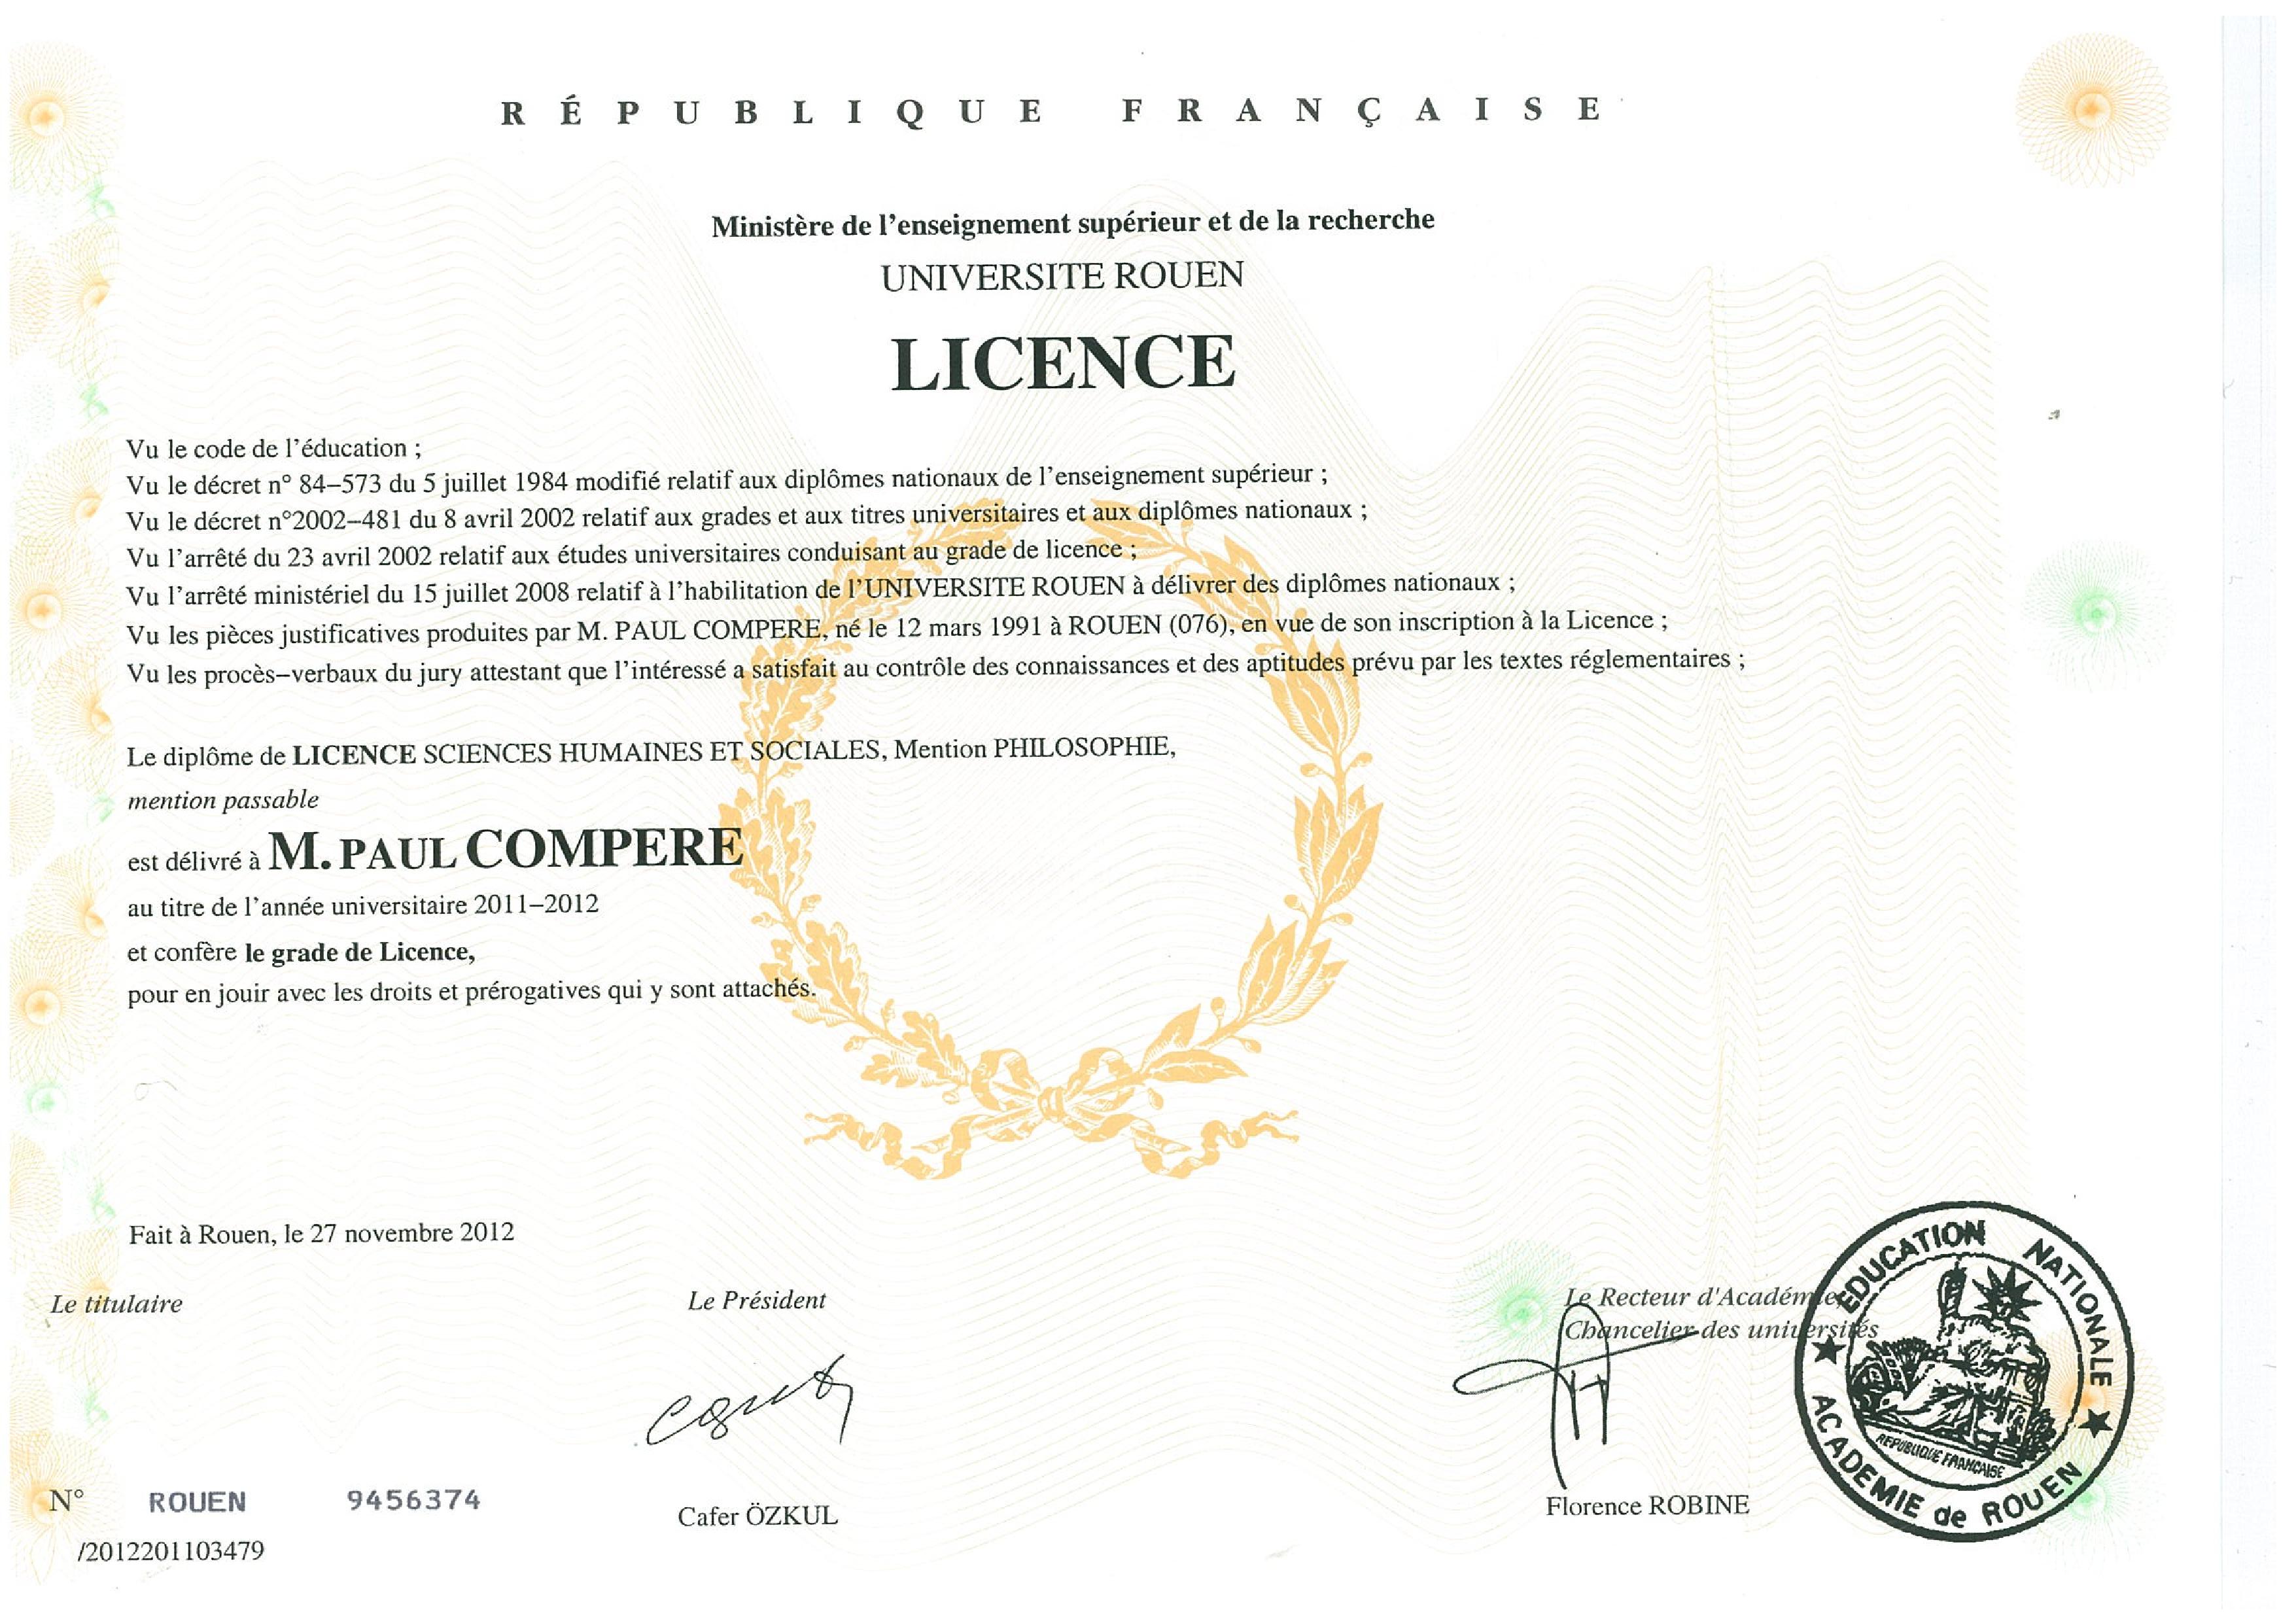 RÉPUBLIQUE FRANÇAISE
Ministère de l'enseignement supérieur et de la recherche
UNIVERSITE ROUEN
LICENCE
Vu le code de l'éducation ;
Vu le décret n° 84–573 du 5 juillet 1984 modifié relatif aux diplômes nationaux de l'enseignement supérieur ;
Vu le décret n°2002–481 du 8 avril 2002 relatif aux grades et aux titres universitaires et aux diplômes nationaux ;
Vu l'arrêté du 23 avril 2002 relatif aux études universitaires conduisant au grade de licence ;
Vu l'arrêté ministériel du 15 juillet 2008 relatif à l'habilitation de l'UNIVERSITE ROUEN à délivrer des diplômes nationaux ;
Vu les pièces justificatives produites par M. PAUL COMPERE, né le 12 mars 1991 à ROUEN (076), en vue de son inscription à la Licence ;
Vu les procès–verbaux du jury attestant que l'intéressé a satisfait au contrôle des connaissances et des aptitudes prévu par les textes réglementaires ;
Le diplôme de LICENCE SCIENCES HUMAINES ET SOCIALES, Mention PHILOSOPHIE,
mention passable
est délivré à M. PAUL COMPERE
au titre de l'année universitaire 2011–2012
et confère le grade de Licence,
pour en jouir avec les droits et prérogatives qui y sont attachés.
Fait à Rouen, le 27 novembre 2012
Le titulaire
Le Président
Le Recteur d'Académie,
Chancelier des universités
EDUCATION NATIONALE
ACADEMIE de ROUEN
REPUBLIQUE FRANCAISE
Cafer ÖZKUL
Florence ROBINE
N° ROUEN 9456374
/2012201103479